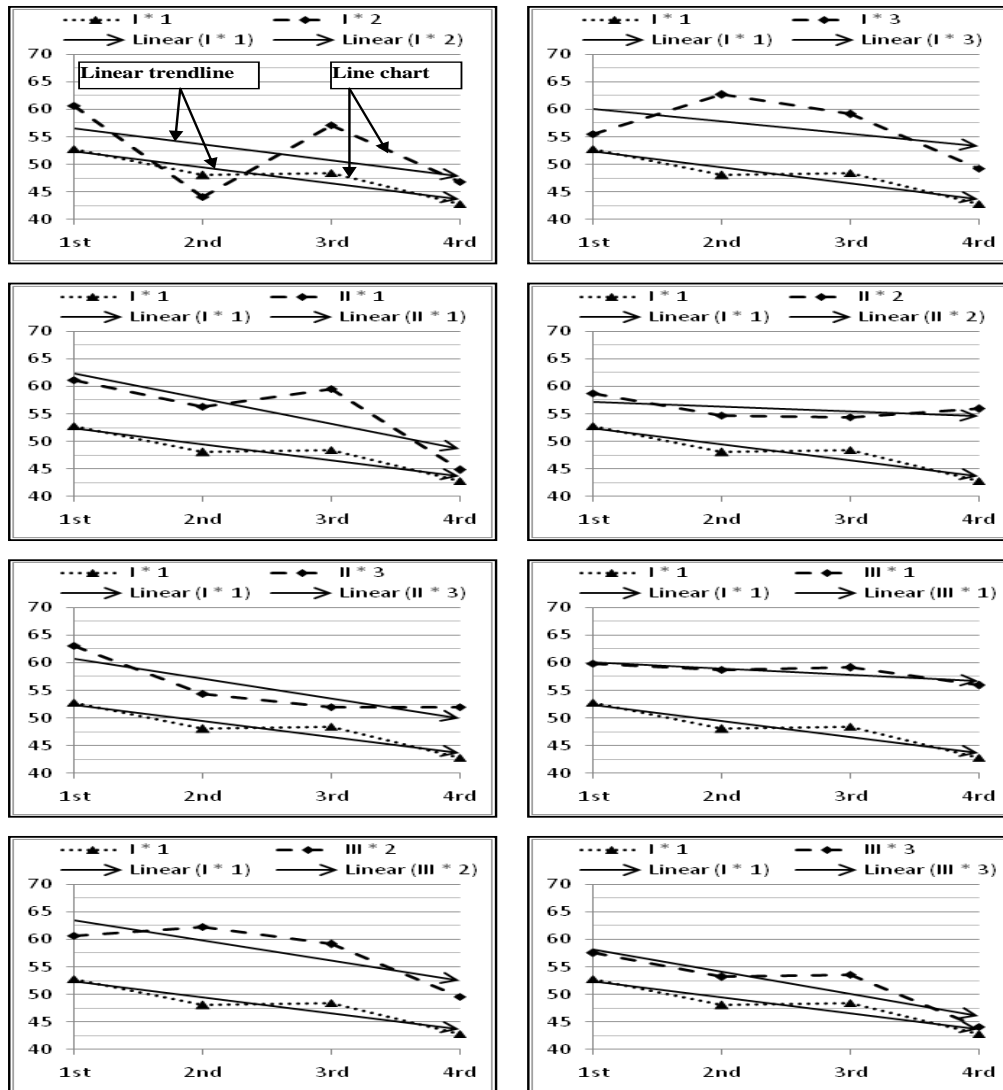 I * 1 I * 2
Linear (I * 1) Linear (I * 2)
Linear trendline Line chart
70
65
60
55
50
45
40
1st 2nd 3rd 4rd
I * 1 I * 3
Linear (I * 1) Linear (I * 3)
70
65
60
55
50
45
40
1st 2nd 3rd 4rd
I * 1 II * 1
Linear (I * 1) Linear (II * 1)
70
65
60
55
50
45
40
1st 2nd 3rd 4rd
I * 1 II * 2
Linear (I * 1) Linear (II * 2)
70
65
60
55
50
45
40
1st 2nd 3rd 4rd
I * 1 II * 3
Linear (I * 1) Linear (II * 3)
70
65
60
55
50
45
40
1st 2nd 3rd 4rd
I * 1 III * 1
Linear (I * 1) Linear (III * 1)
70
65
60
55
50
45
40
1st 2nd 3rd 4rd
I * 1 III * 2
Linear (I * 1) Linear (III * 2)
70
65
60
55
50
45
40
1st 2nd 3rd 4rd
I * 1 III * 3
Linear (I * 1) Linear (III * 3)
70
65
60
55
50
45
40
1st 2nd 3rd 4rd